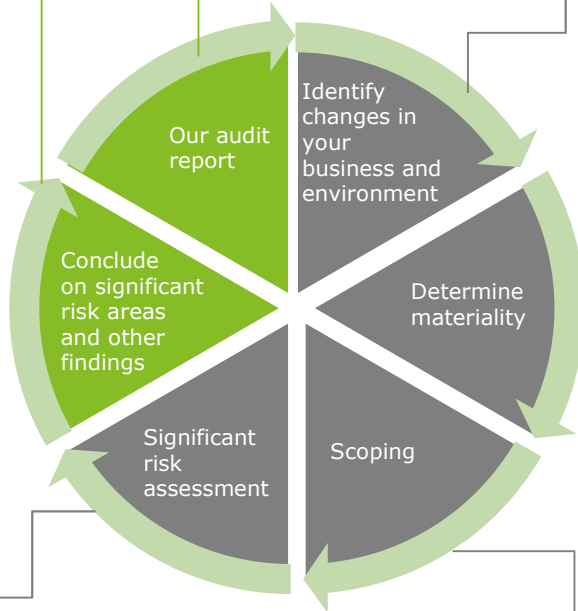 Identify
changes in
your
business and
environment
Determine
materiality
Scoping
Significant
risk
assessment
Conclude
on significant
risk areas
and other
findings
Our audit
report